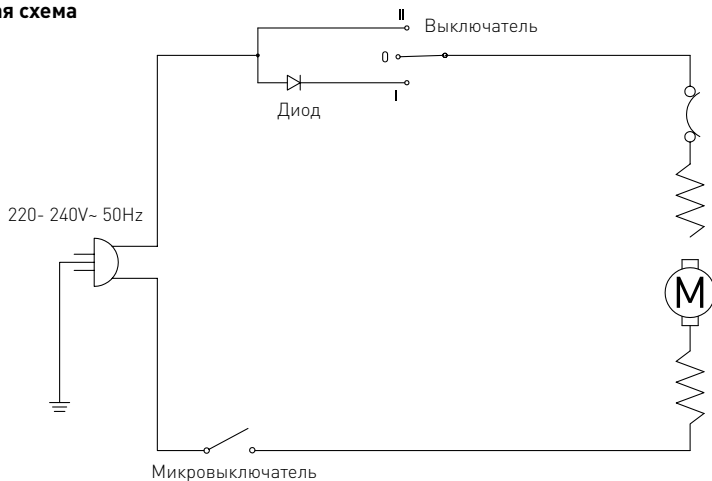 ая схема
II
Выключатель
0
I
Диод
220- 240V~ 50Hz
M
Микровыключатель